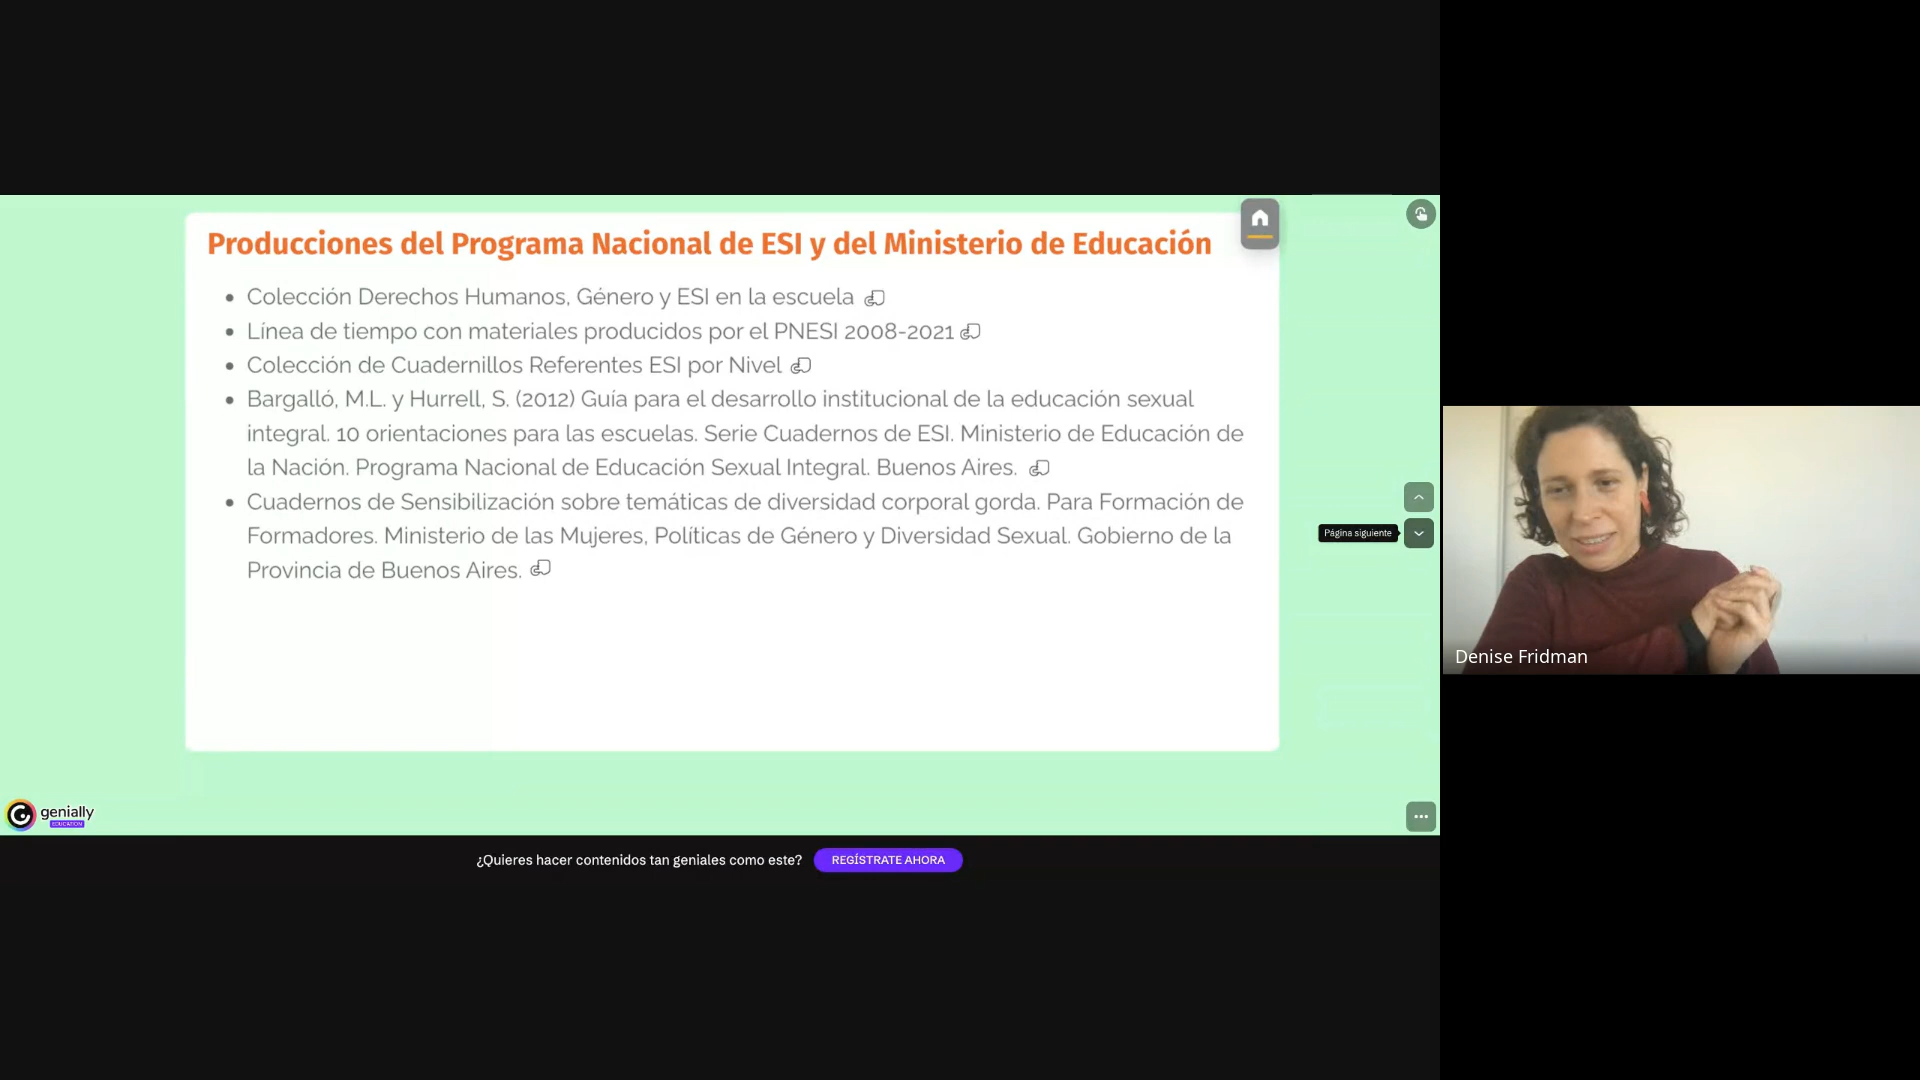 Producciones del Programa Nacional de ESI y del Ministerio de Educación
Colección Derechos Humanos, Género y ESI en la escuela
Línea de tiempo con materiales producidos por el PNESI 2008-2021
Colección de Cuadernillos Referentes ESI por Nivel
Bargalló, M.L. y Hurrell, S. (2012) Guía para el desarrollo institucional de la educación sexual
integral. 10 orientaciones para las escuelas. Serie Cuadernos de ESI. Ministerio de Educación de
la Nación. Programa Nacional de Educación Sexual Integral. Buenos Aires.
Cuadernos de Sensibilización sobre temáticas de diversidad corporal gorda. Para Formación de
Formadores. Ministerio de las Mujeres, Políticas de Género y Diversidad Sexual. Gobierno de la
Provincia de Buenos Aires.
Página siguiente
Denise Fridman
genially
EDUCATION
¿Quieres hacer contenidos tan geniales como este?
REGÍSTRATE AHORA